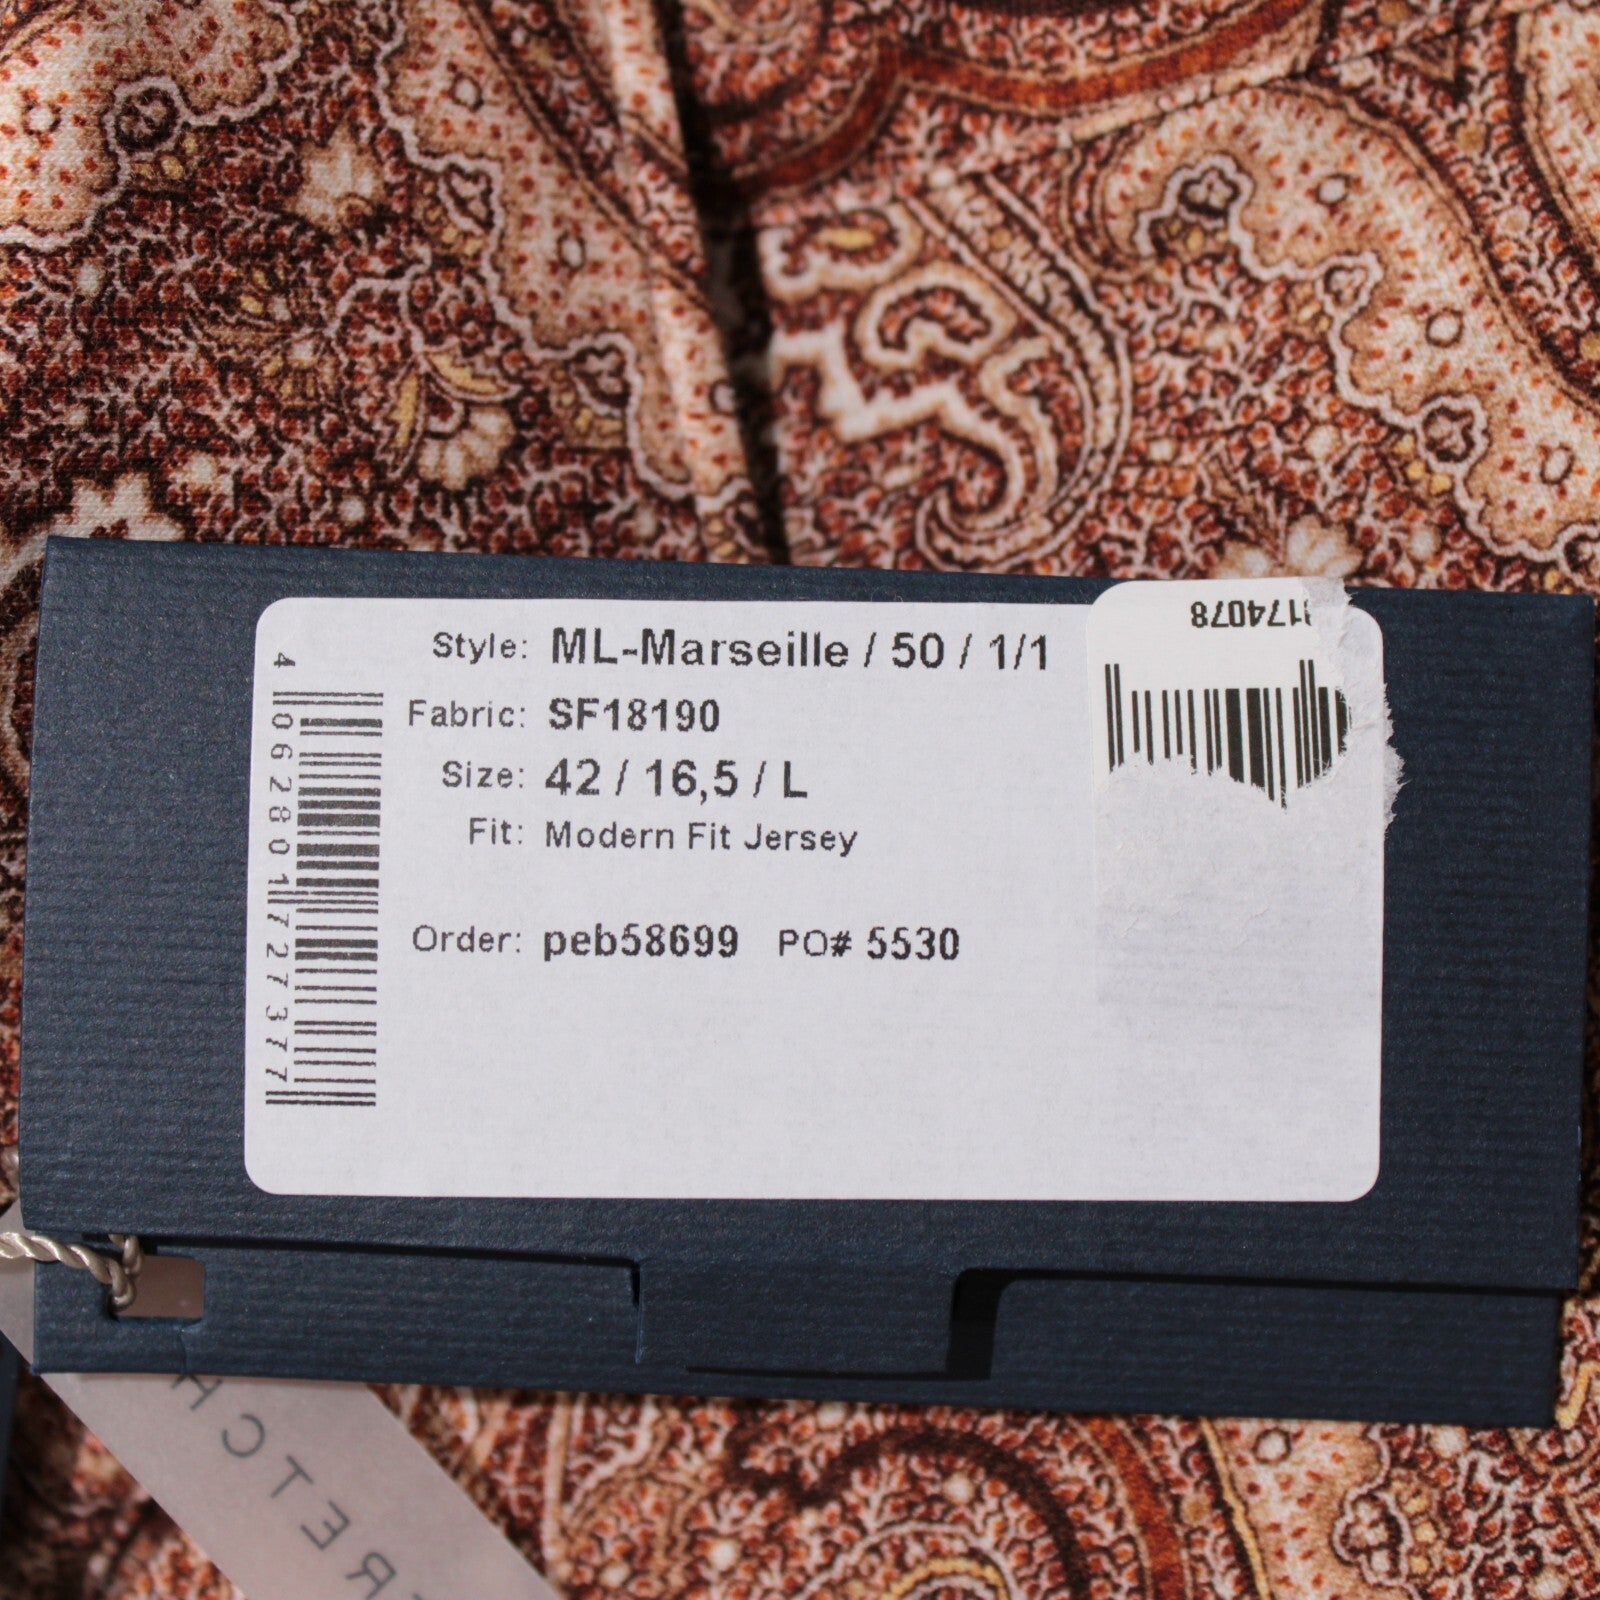 Style: ML-Marseille / 50 / 1/1
Fabric: SF18190
Size: 42 / 16,5 / L
Fit: Modern Fit Jersey
Order: peb58699 PO# 5530
4 062801 727377
174078
RETCH